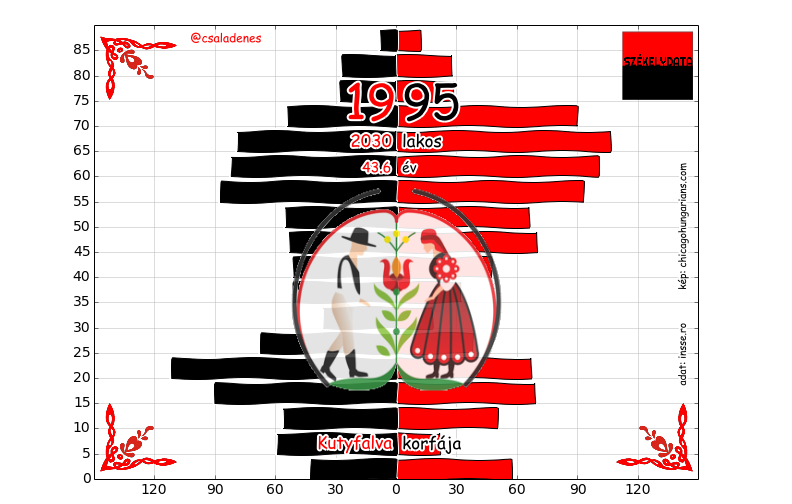 @csaladenes
SZÉKELYDATA
19 95
2030 lakos
43.6 év
kép: chicagohungarians.com
adat: insse.ro
Kutyfalva korfája
85
80
75
70
65
60
55
50
45
40
35
30
25
20
15
10
5
0
120 90 60 30 0 30 60 90 120